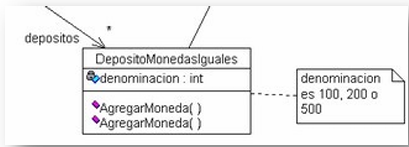 depositos
*
DepositoMonedasIguales
denominacion : int
AgregarMoneda( )
AgregarMoneda( )
denominacion
es 100, 200 o
500